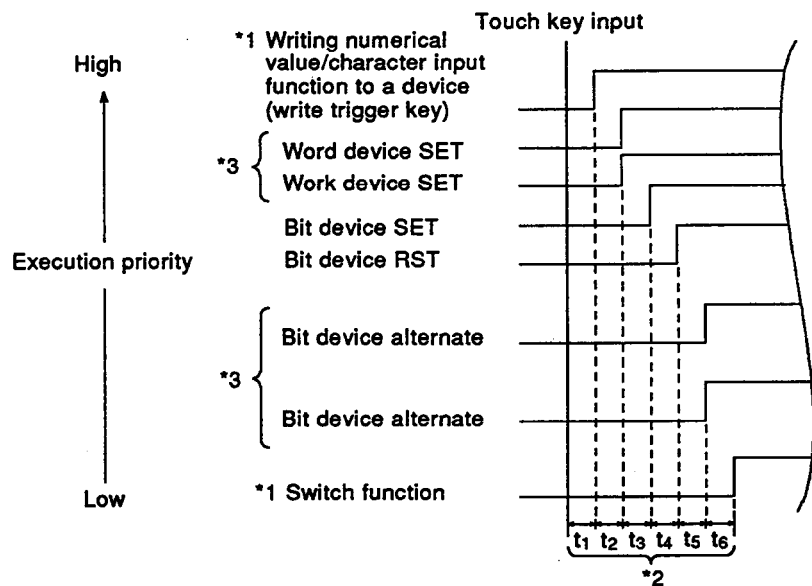 Touch key input
*1 Writing numerical
value/character input
function to a device
(write trigger key)
High
*3
Word device SET
Work device SET
Bit device SET
Execution priority
Bit device RST
Bit device alternate
*3
Bit device alternate
*1 Switch function
Low
t1 t2 t3 t4 t5 t6
*2